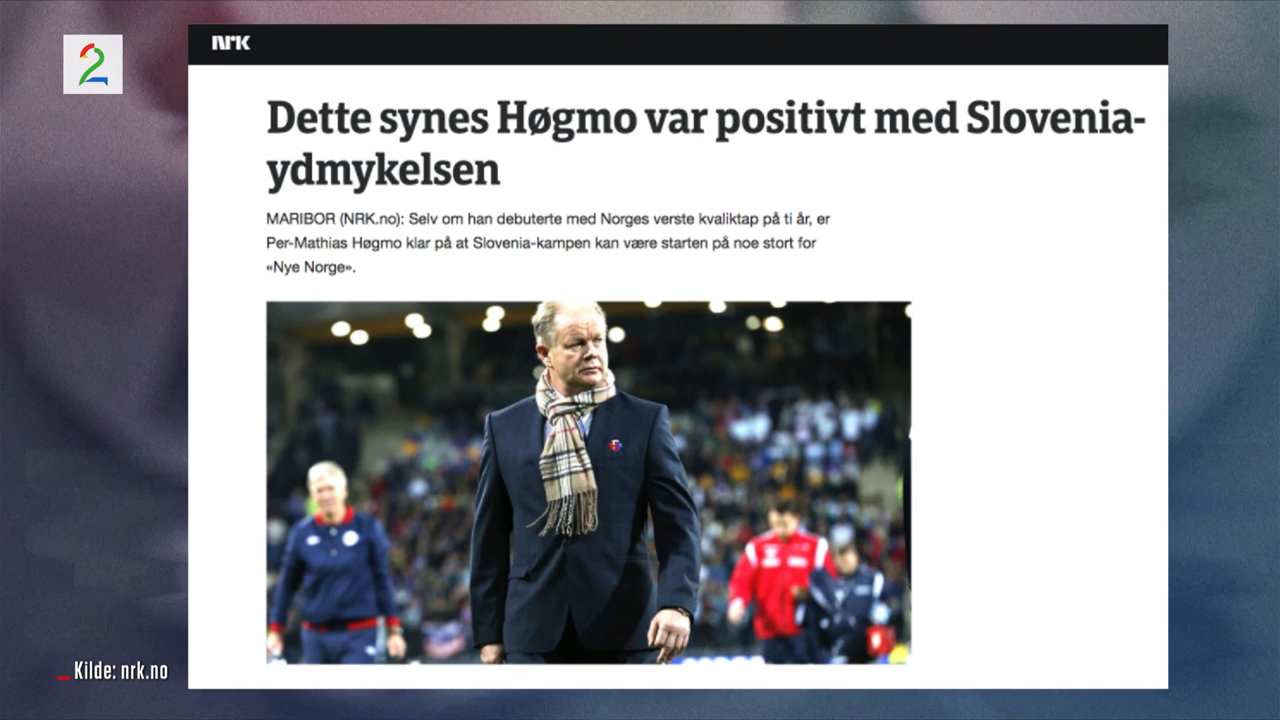 2
NRK
Dette synes Høgmo var positivt med Slovenia-
ydmykelsen
MARIBOR (NRK.no): Selv om han debuterte med Norges verste kvaliktap på ti år, er
Per-Mathias Høgmo klar på at Slovenia-kampen kan være starten på noe stort for
«Nye Norge».
Kilde: nrk.no